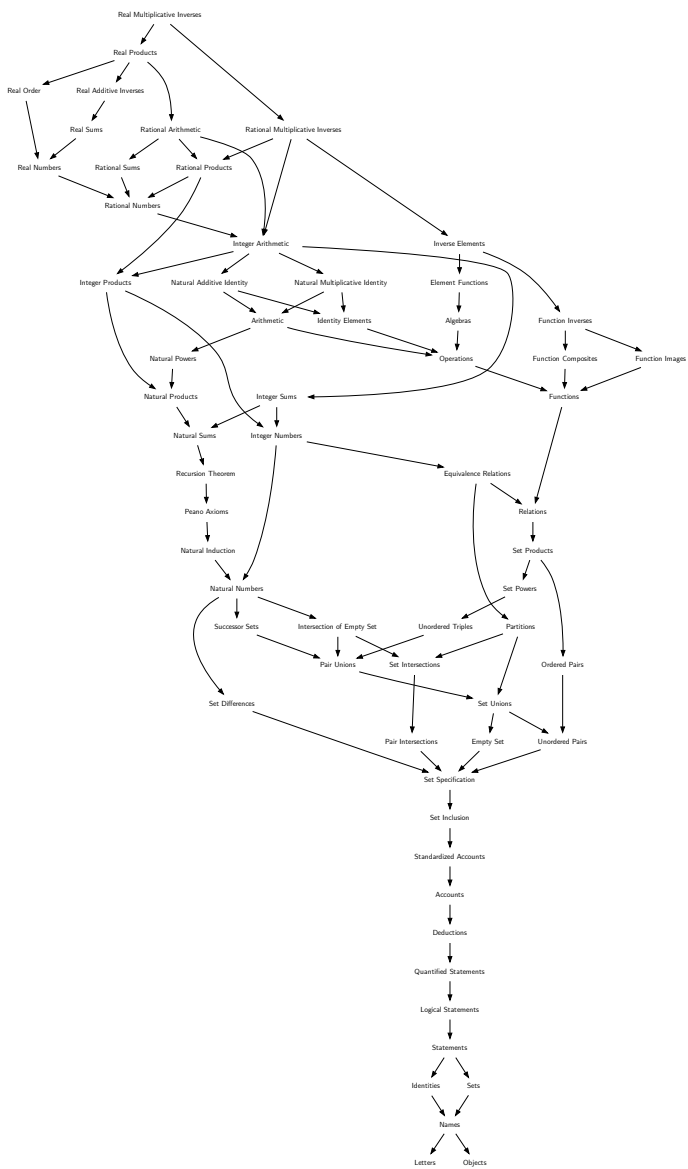 Real Multiplicative Inverses
Real Products
Real Order
Real Additive Inverses
Real Sums
Rational Arithmetic
Rational Multiplicative Inverses
Real Numbers
Rational Sums
Rational Products
Rational Numbers
Integer Arithmetic
Inverse Elements
Integer Products
Natural Additive Identity
Natural Multiplicative Identity
Element Functions
Arithmetic
Identity Elements
Algebras
Function Inverses
Natural Powers
Operations
Function Composites
Function Images
Natural Products
Integer Sums
Functions
Natural Sums
Integer Numbers
Recursion Theorem
Equivalence Relations
Peano Axioms
Relations
Natural Induction
Set Products
Natural Numbers
Set Powers
Successor Sets
Intersection of Empty Set
Unordered Triples
Partitions
Pair Unions
Set Intersections
Ordered Pairs
Set Differences
Set Unions
Pair Intersections
Empty Set
Unordered Pairs
Set Specification
Set Inclusion
Standardized Accounts
Accounts
Deductions
Quantified Statements
Logical Statements
Statements
Identities
Sets
Names
Letters
Objects